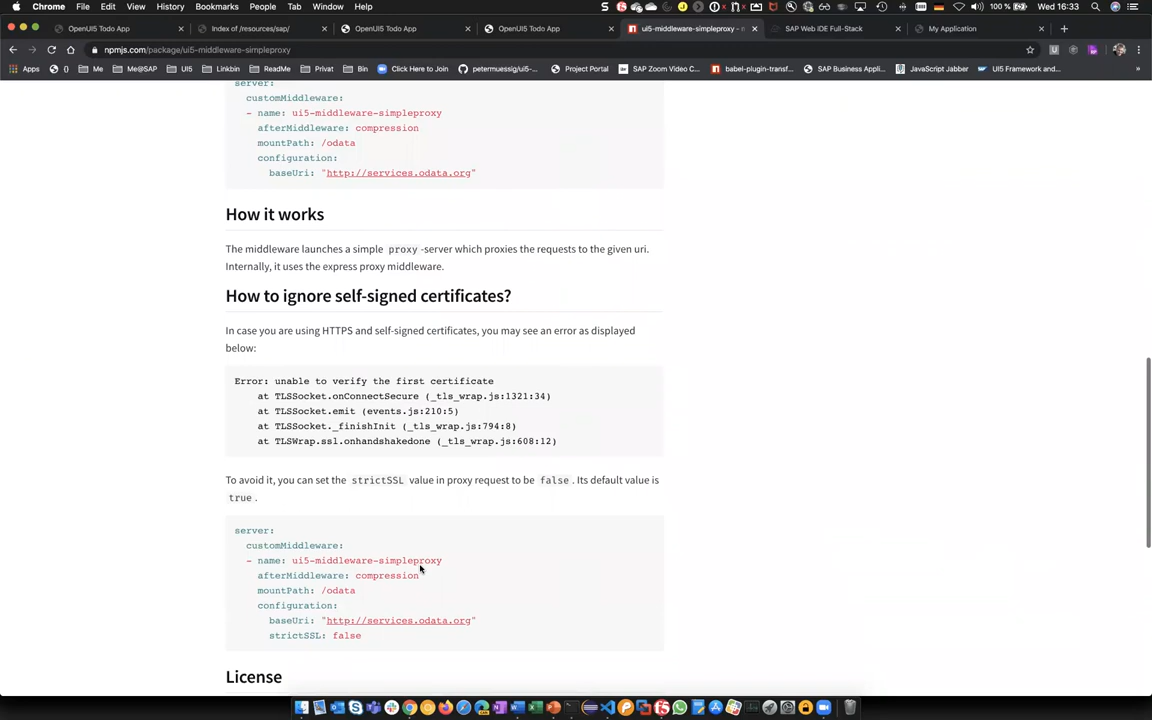 Chrome File Edit View History Bookmarks People Tab Window Help
100 % Wed 16:33
OpenUI5 Todo App
Index of /resources/sap/
OpenUI5 Todo App
OpenUI5 Todo App
ui5-middleware-simpleproxy - n
SAP Web IDE Full-Stack
My Application
npmjs.com/package/ui5-middleware-simpleproxy
Apps {} Me Me@SAP UI5 Linkbin ReadMe Privat Bin Click Here to Join petermuessig/ui5-... Project Portal SAP Zoom Video C... babel-plugin-transf... SAP Business Appli... JavaScript Jabber UI5 Framework and...
server:
customMiddleware:
- name: ui5-middleware-simpleproxy
afterMiddleware: compression
mountPath: /odata
configuration:
baseUri: "http://services.odata.org"
How it works
The middleware launches a simple proxy -server which proxies the requests to the given uri.
Internally, it uses the express proxy middleware.
How to ignore self-signed certificates?
In case you are using HTTPS and self-signed certificates, you may see an error as displayed
below:
Error: unable to verify the first certificate
at TLSSocket.onConnectSecure (_tls_wrap.js:1321:34)
at TLSSocket.emit (events.js:210:5)
at TLSSocket._finishInit (_tls_wrap.js:794:8)
at TLSWrap.ssl.onhandshakedone (_tls_wrap.js:608:12)
To avoid it, you can set the strictSSL value in proxy request to be false . Its default value is
true .
server:
customMiddleware:
- name: ui5-middleware-simpleproxy
afterMiddleware: compression
mountPath: /odata
configuration:
baseUri: "http://services.odata.org"
strictSSL: false
License